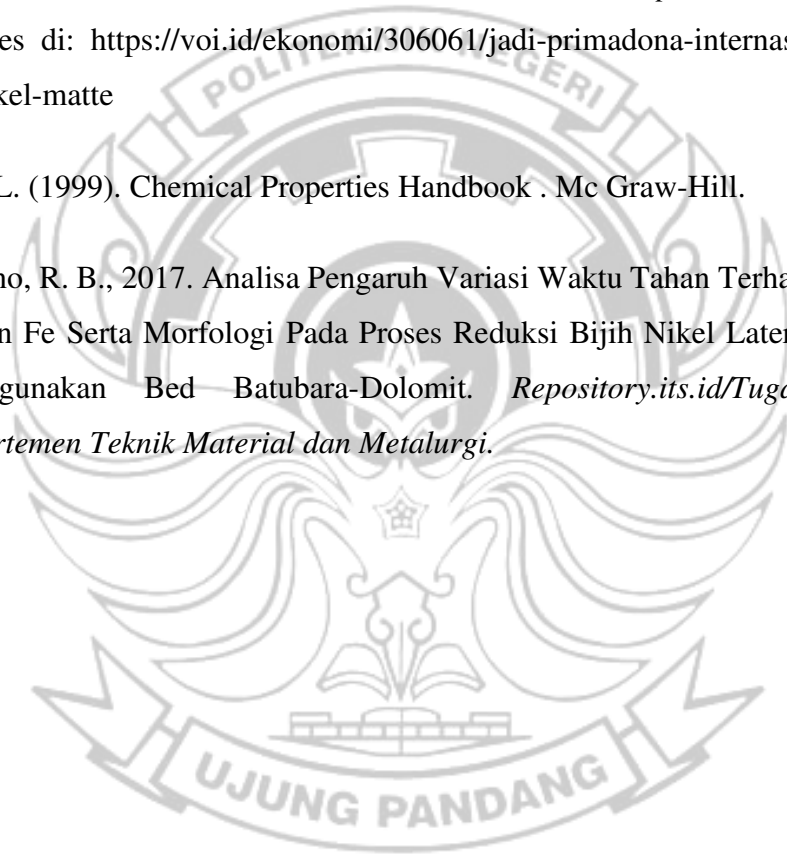 es di: https://voi.id/ekonomi/306061/jadi-primadona-internas
kel-matte
L. (1999). Chemical Properties Handbook . Mc Graw-Hill.
no, R. B., 2017. Analisa Pengaruh Variasi Waktu Tahan Terha
n Fe Serta Morfologi Pada Proses Reduksi Bijih Nikel Later
gunakan Bed Batubara-Dolomit. Repository.its.id/Tuga
rtemen Teknik Material dan Metalurgi.
POLITEKNIK NEGERI
UJUNG PANDANG